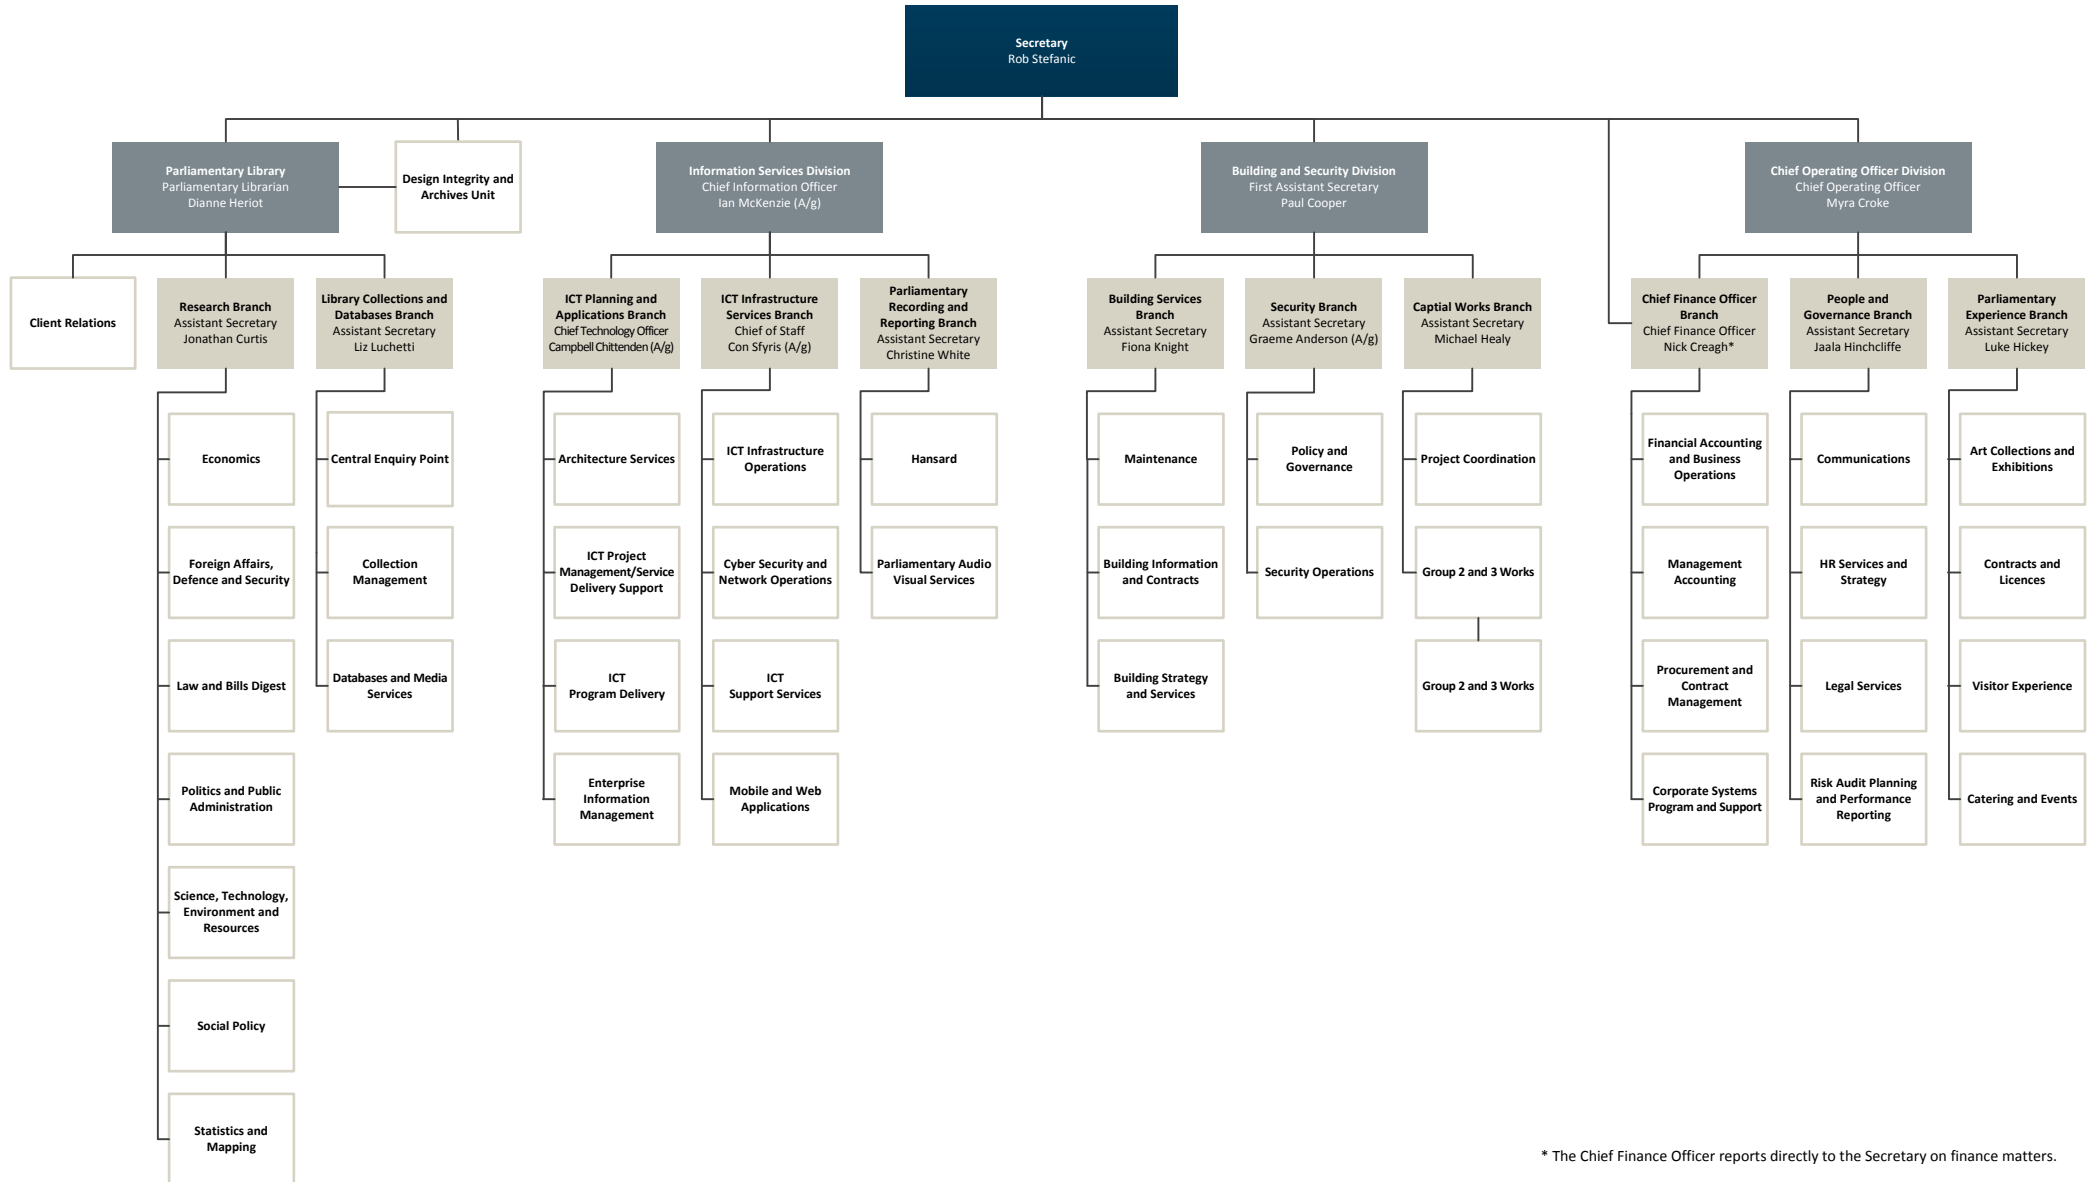 Secretary
Rob Stefanic
Parliamentary Library
Parliamentary Librarian
Dianne Heriot
Design Integrity and
Archives Unit
Information Services Division
Chief Information Officer
Ian McKenzie (A/g)
Building and Security Division
First Assistant Secretary
Paul Cooper
Chief Operating Officer Division
Chief Operating Officer
Myra Croke
Client Relations
Research Branch
Assistant Secretary
Jonathan Curtis
Library Collections and
Databases Branch
Assistant Secretary
Liz Luchetti
ICT Planning and
Applications Branch
Chief Technology Officer
Campbell Chittenden (A/g)
ICT Infrastructure
Services Branch
Chief of Staff
Con Sfyris (A/g)
Parliamentary
Recording and
Reporting Branch
Assistant Secretary
Christine White
Building Services
Branch
Assistant Secretary
Fiona Knight
Security Branch
Assistant Secretary
Graeme Anderson (A/g)
Captial Works Branch
Assistant Secretary
Michael Healy
Chief Finance Officer
Branch
Chief Finance Officer
Nick Creagh*
People and
Governance Branch
Assistant Secretary
Jaala Hinchcliffe
Parliamentary
Experience Branch
Assistant Secretary
Luke Hickey
Economics
Foreign Affairs,
Defence and Security
Law and Bills Digest
Politics and Public
Administration
Science, Technology,
Environment and
Resources
Social Policy
Statistics and
Mapping
Central Enquiry Point
Collection
Management
Databases and Media
Services
Architecture Services
ICT Project
Management/Service
Delivery Support
ICT
Program Delivery
Enterprise
Information
Management
ICT Infrastructure
Operations
Cyber Security and
Network Operations
ICT
Support Services
Mobile and Web
Applications
Hansard
Parliamentary Audio
Visual Services
Maintenance
Building Information
and Contracts
Building Strategy
and Services
Policy and
Governance
Security Operations
Project Coordination
Group 2 and 3 Works
Group 2 and 3 Works
Financial Accounting
and Business
Operations
Management
Accounting
Procurement and
Contract
Management
Corporate Systems
Program and Support
Communications
HR Services and
Strategy
Legal Services
Risk Audit Planning
and Performance
Reporting
Art Collections and
Exhibitions
Contracts and
Licences
Visitor Experience
Catering and Events
* The Chief Finance Officer reports directly to the Secretary on finance matters.